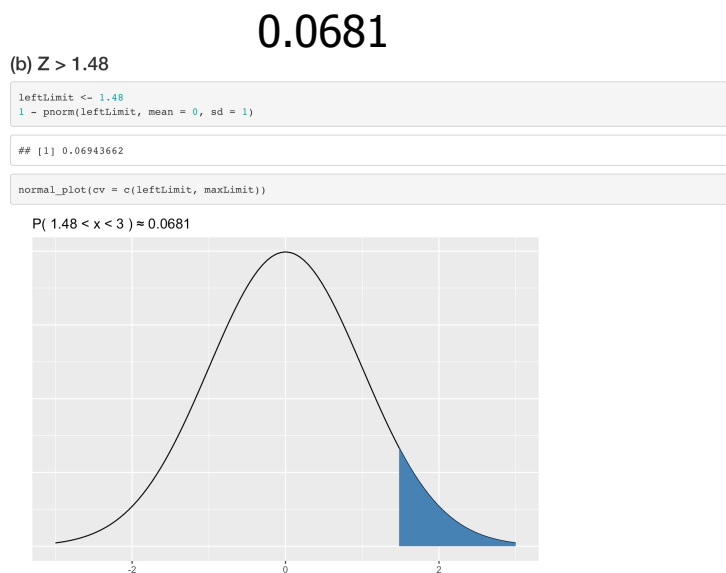 0.0681
(b) Z > 1.48
leftLimit <- 1.48
1 - pnorm(leftLimit, mean = 0, sd = 1)
## [1] 0.06943662
normal_plot(cv = c(leftLimit, maxLimit))
P( 1.48 < x < 3 ) ≈ 0.0681
-2 0 2